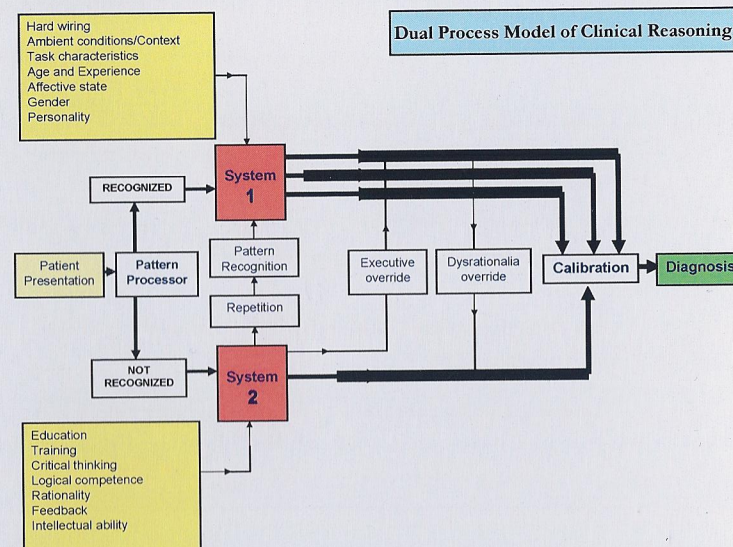 Dual Process Model of Clinical Reasoning
Hard wiring
Ambient conditions/Context
Task characteristics
Age and Experience
Affective state
Gender
Personality
RECOGNIZED
System
1
Patient
Presentation
Pattern
Processor
Pattern
Recognition
Repetition
Executive
override
Dysrationalia
override
Calibration
Diagnosis
NOT
RECOGNIZED
System
2
Education
Training
Critical thinking
Logical competence
Rationality
Feedback
Intellectual ability